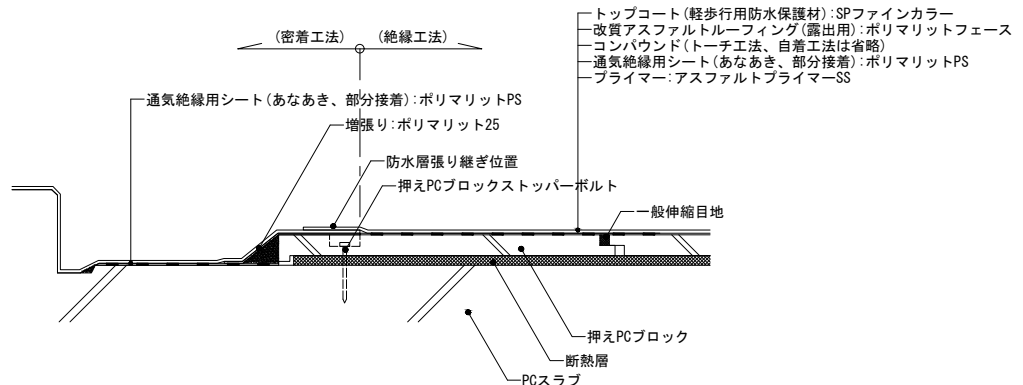 (密着工法)
(絶縁工法)
トップコート(軽歩行用防水保護材):SPファインカラー
改質アスファルトルーフィング(露出用):ポリマリットフェース
コンパウンド(トーチ工法、自着工法は省略)
通気絶縁用シート(あなあき、部分接着):ポリマリットPS
プライマー:アスファルトプライマーSS
通気絶縁用シート(あなあき、部分接着):ポリマリットPS
増張り:ポリマリット25
防水層張り継ぎ位置
押えPCブロックストッパーボルト
一般伸縮目地
押えPCブロック
断熱層
PCスラブ